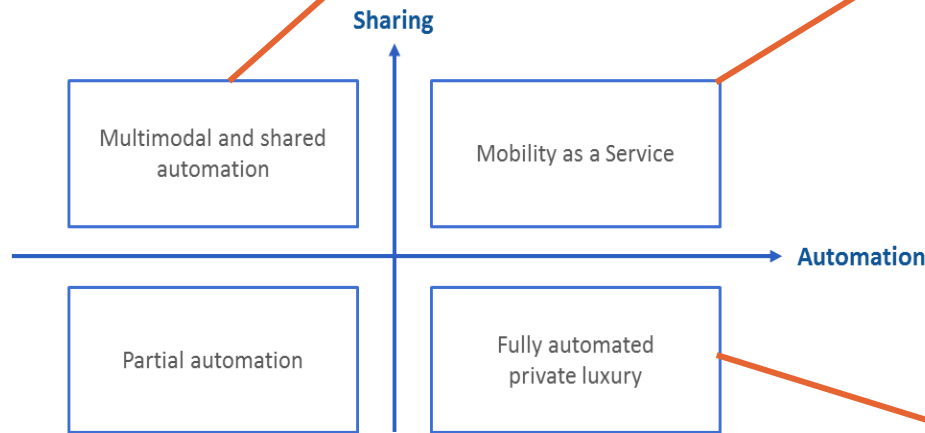 Sharing
Multimodal and shared
automation
Mobility as a Service
Automation
Partial automation
Fully automated
private luxury